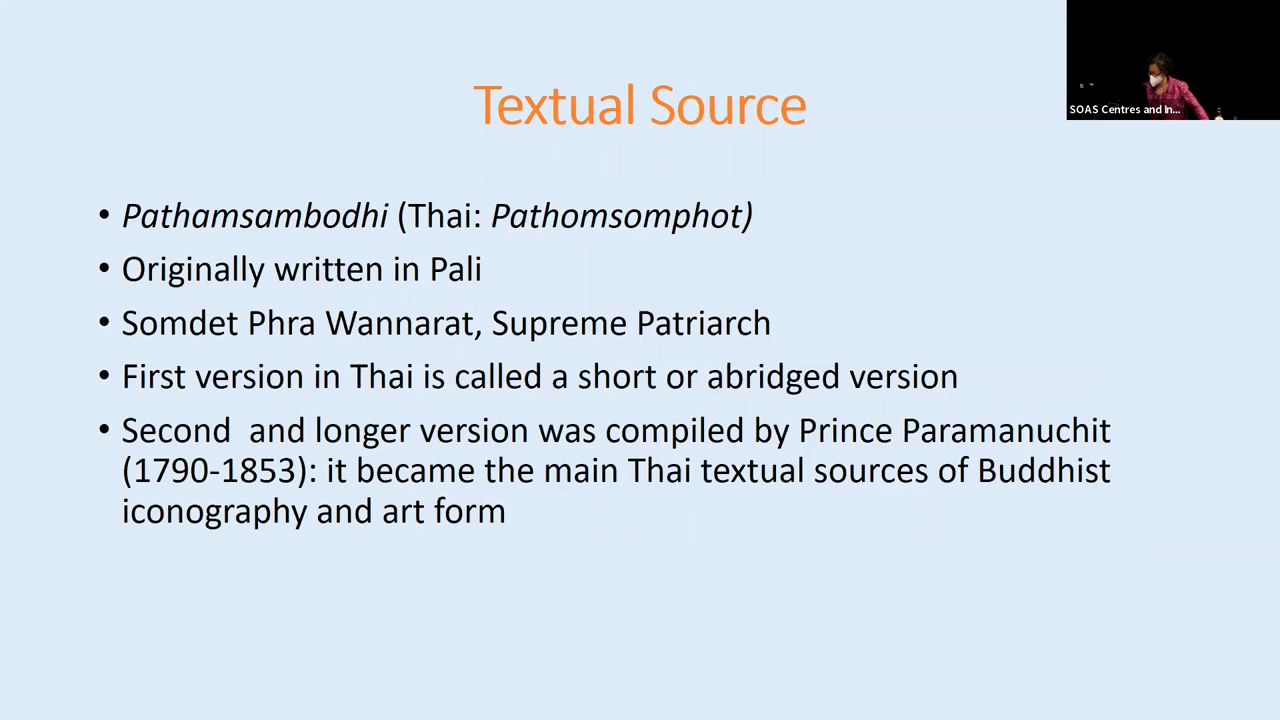 SOAS Centres and In...
Textual Source
• Pathamsambodhi (Thai: Pathomsomphot)
• Originally written in Pali
• Somdet Phra Wannarat, Supreme Patriarch
• First version in Thai is called a short or abridged version
• Second  and longer version was compiled by Prince Paramanuchit
(1790-1853): it became the main Thai textual sources of Buddhist
iconography and art form